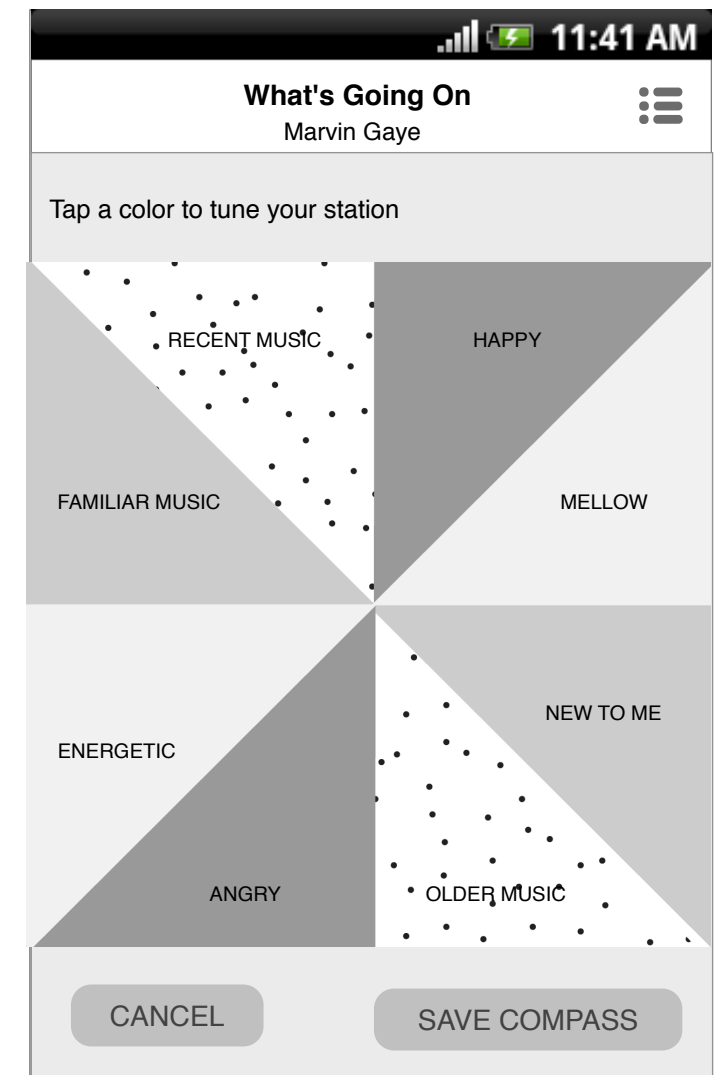 11:41 AM
What's Going On
Marvin Gaye
Tap a color to tune your station
RECENT MUSIC
HAPPY
FAMILIAR MUSIC
MELLOW
NEW TO ME
ENERGETIC
ANGRY
OLDER MUSIC
CANCEL
SAVE COMPASS